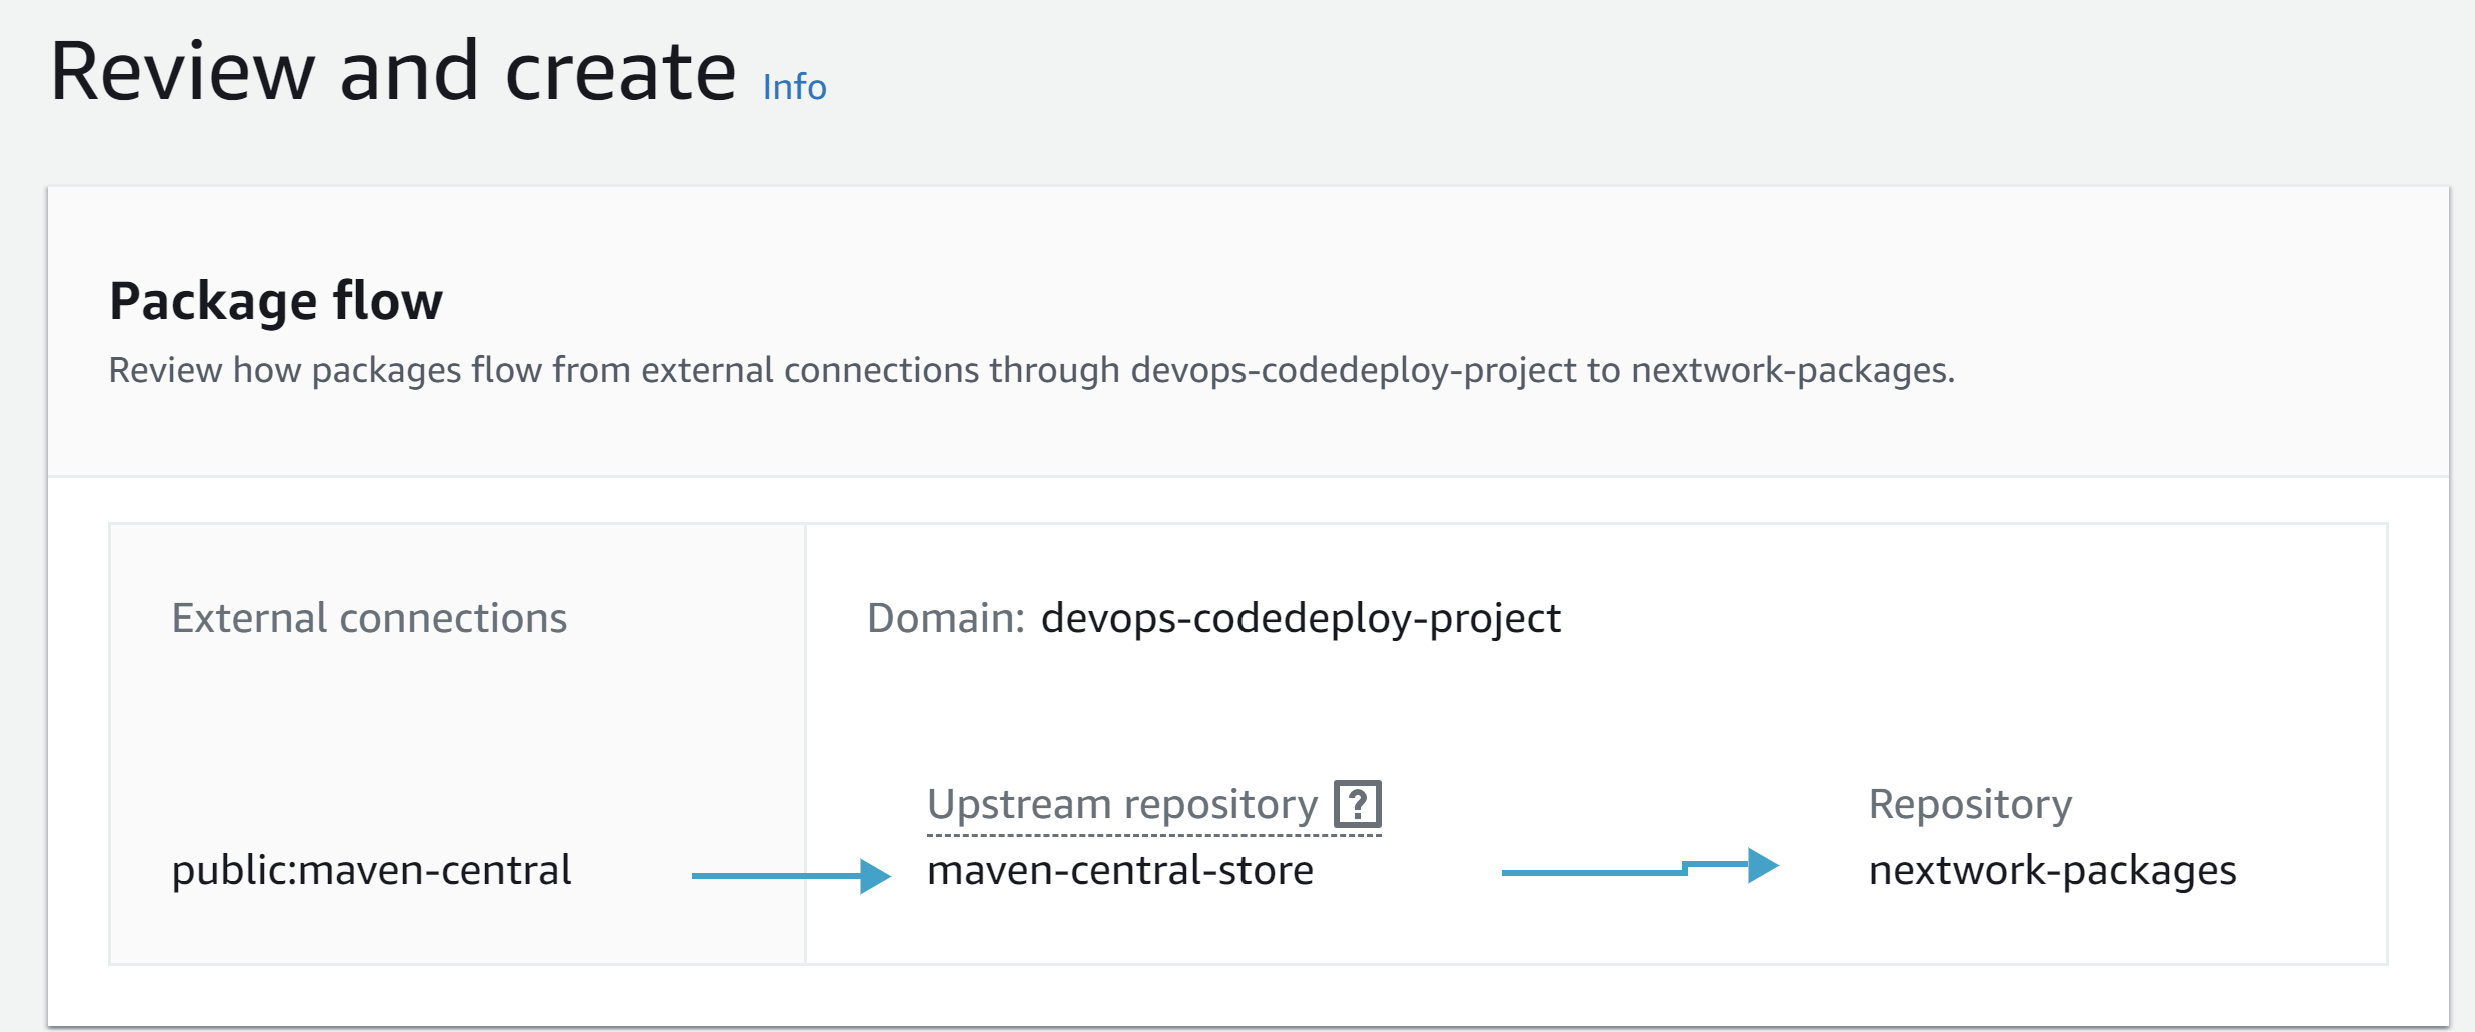 Review and create Info
Package flow
Review how packages flow from external connections through devops-codedeploy-project to nextwork-packages.
External connections
Domain: devops-codedeploy-project
Upstream repository ?
Repository
public:maven-central
maven-central-store
nextwork-packages